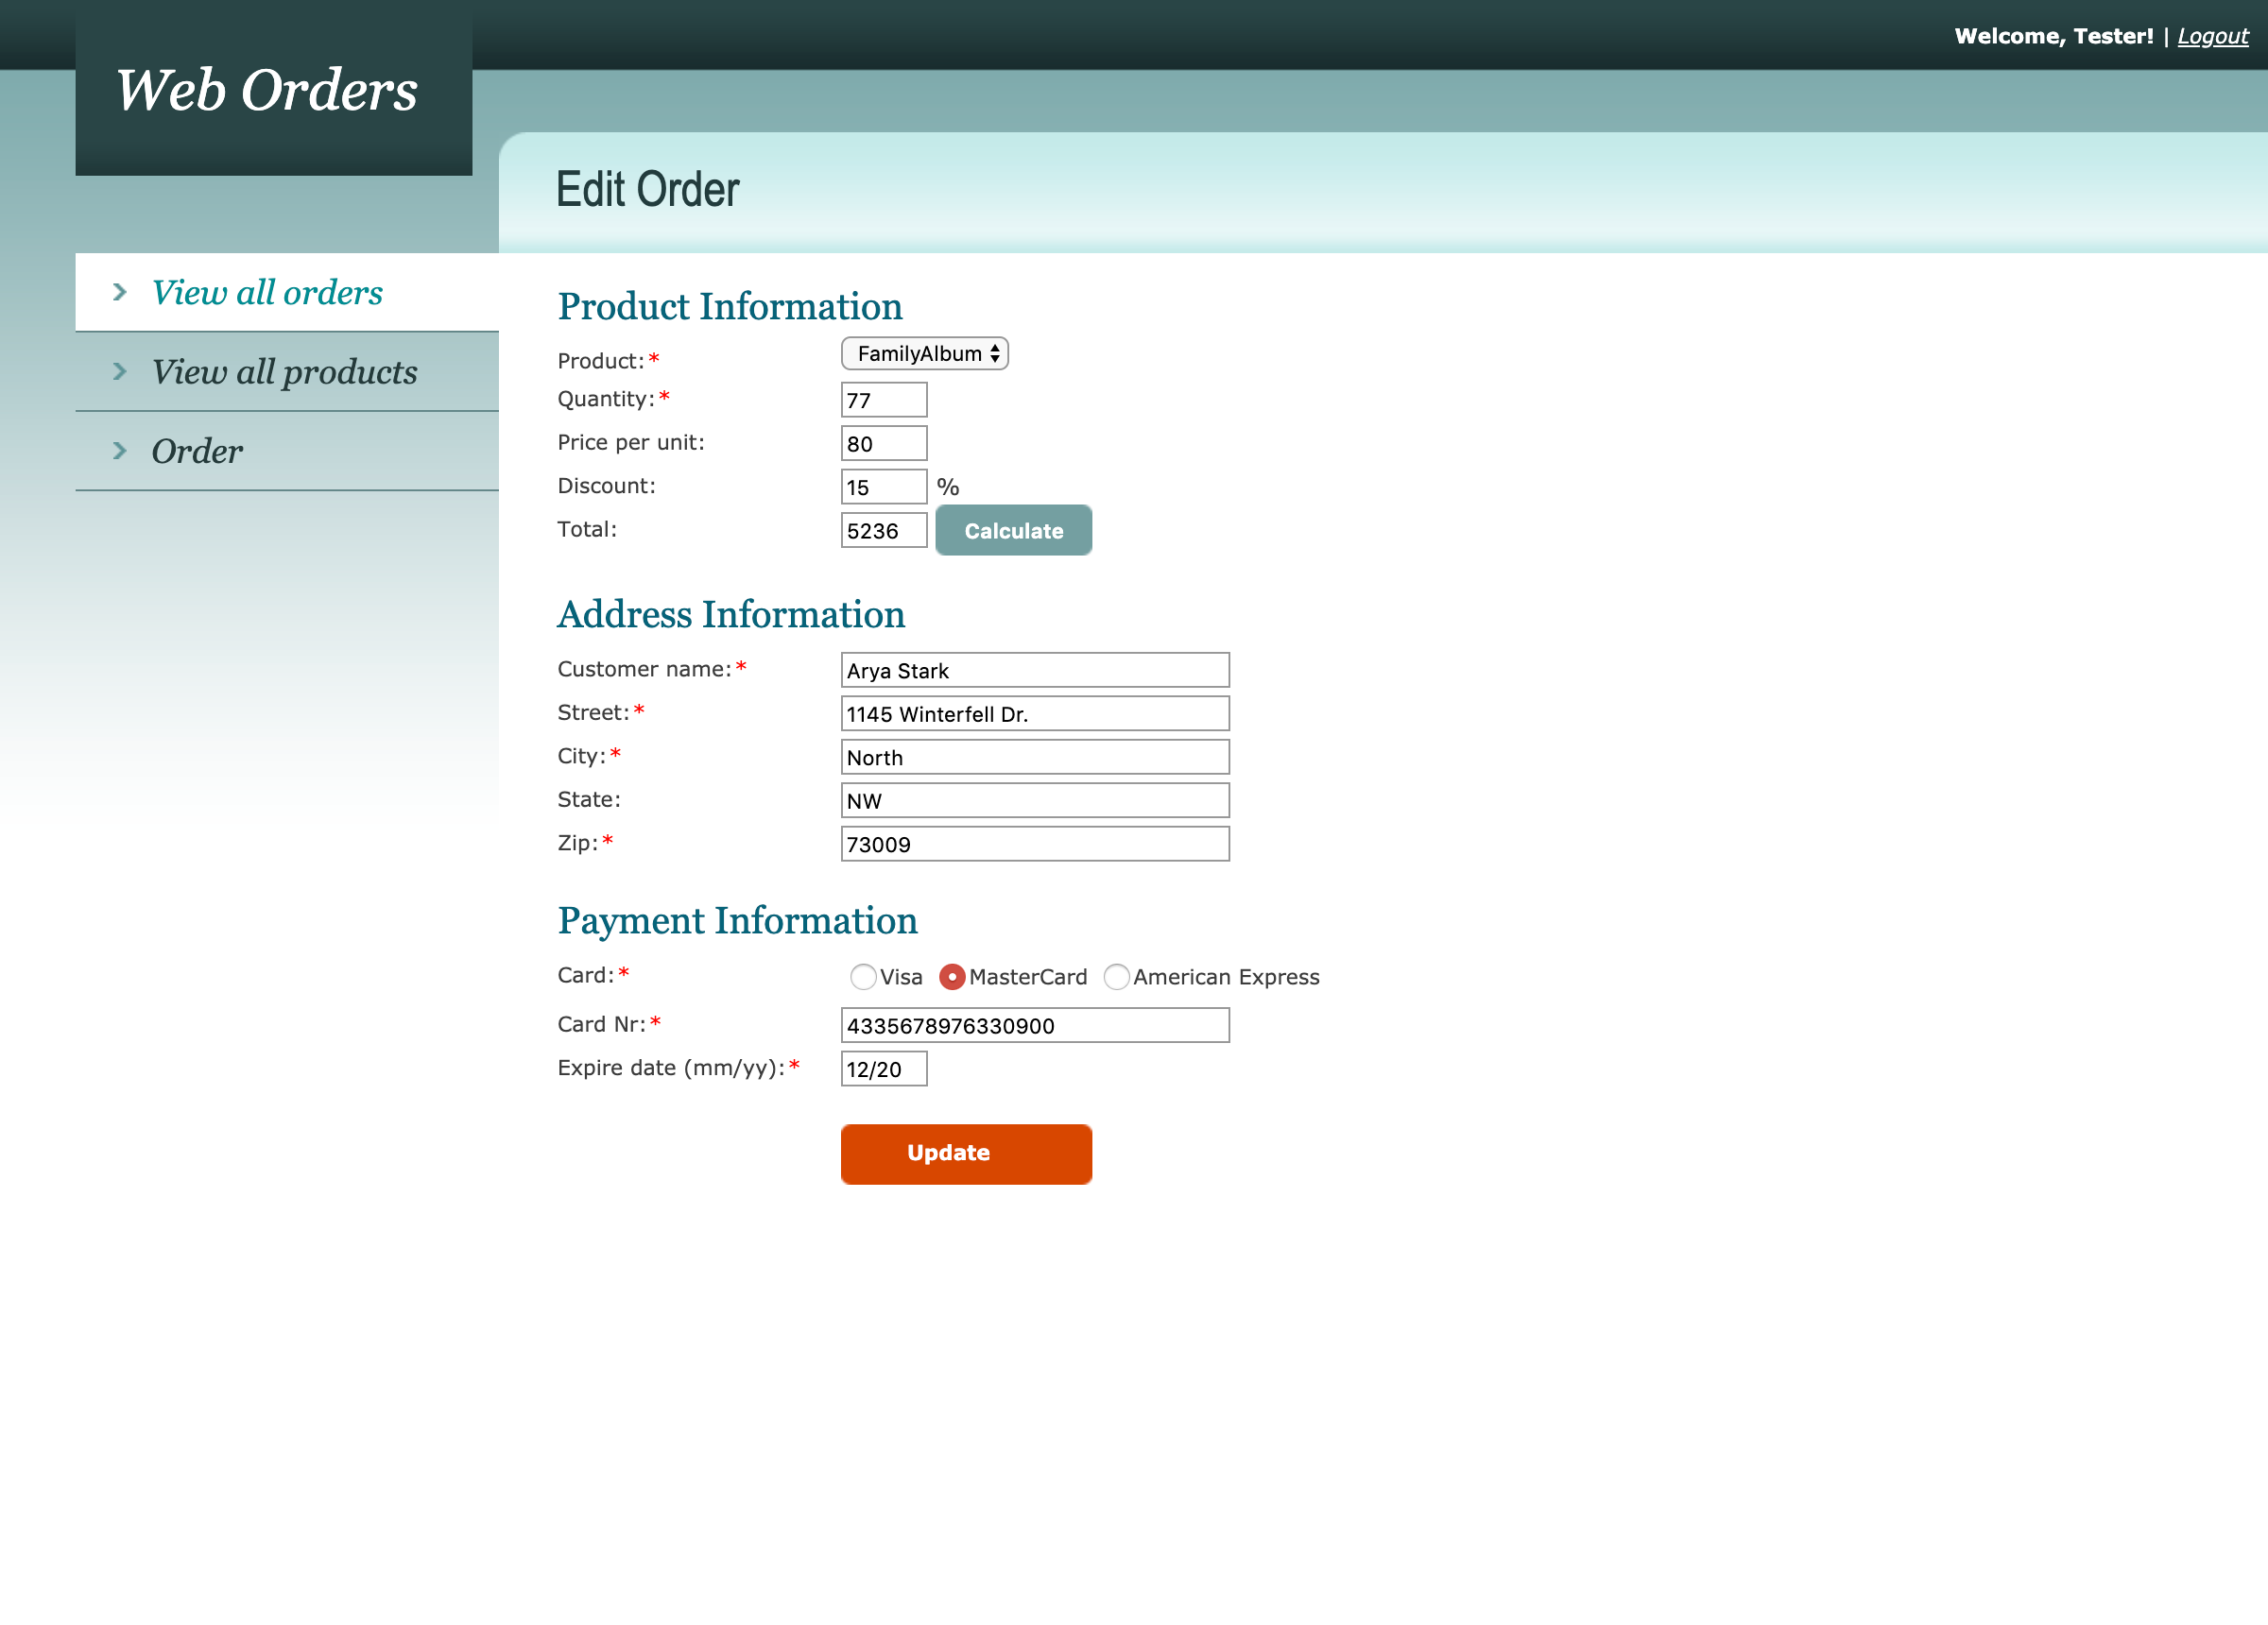 Welcome, Tester! | Logout
Web Orders
Edit Order
View all orders
View all products
Order
Product Information
Product:* FamilyAlbum
Quantity:* 77
Price per unit: 80
Discount: 15 %
Total: 5236 Calculate
Address Information
Customer name:* Arya Stark
Street:* 1145 Winterfell Dr.
City:* North
State: NW
Zip:* 73009
Payment Information
Card:* Visa MasterCard American Express
Card Nr:* 4335678976330900
Expire date (mm/yy):* 12/20
Update